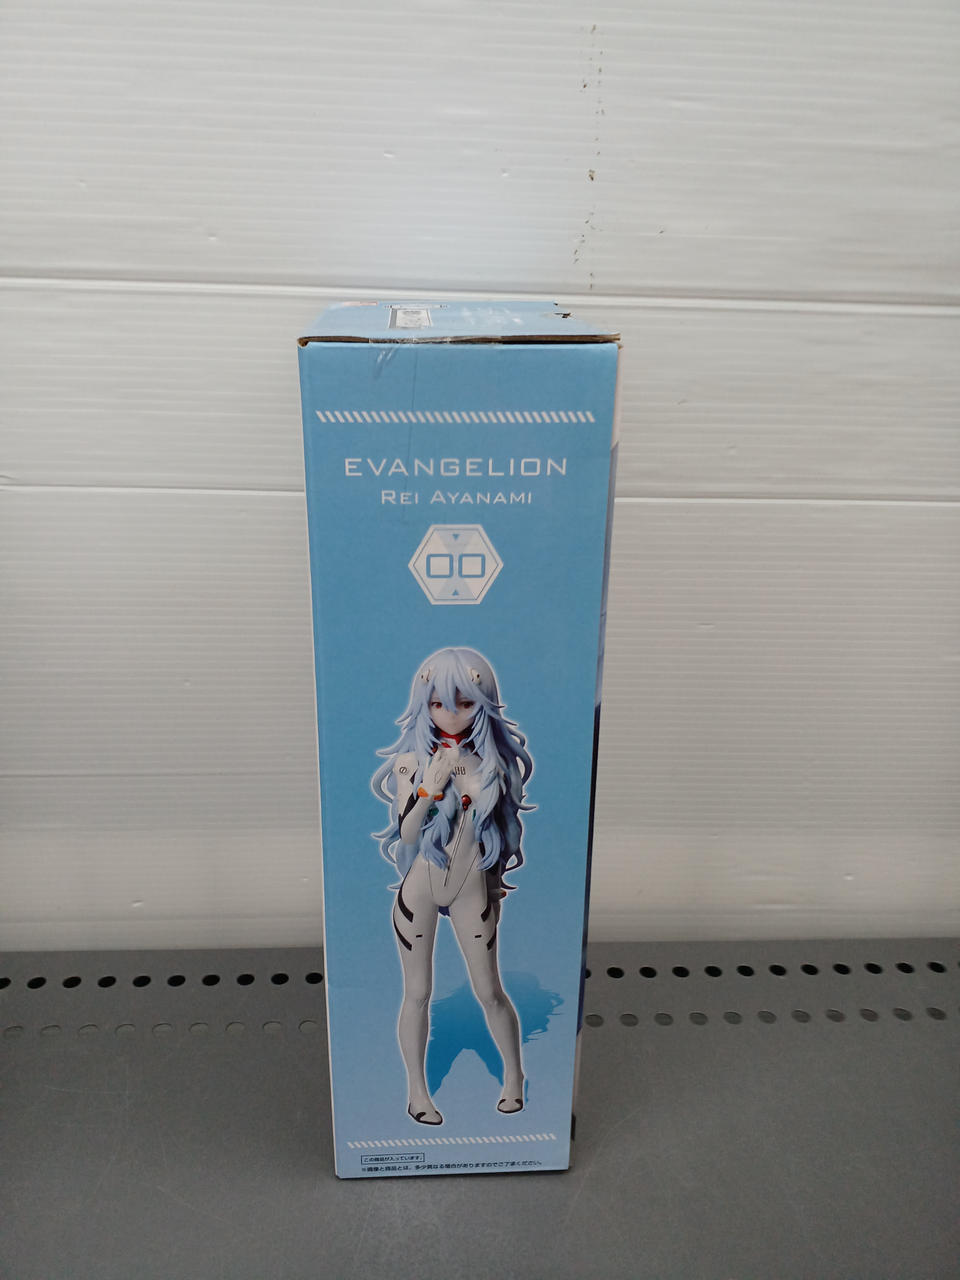 EVANGELION
REI AYANAMI
00
00
この商品が入っています。
※画像と商品とは、多少異なる場合がありますのでご了承ください。